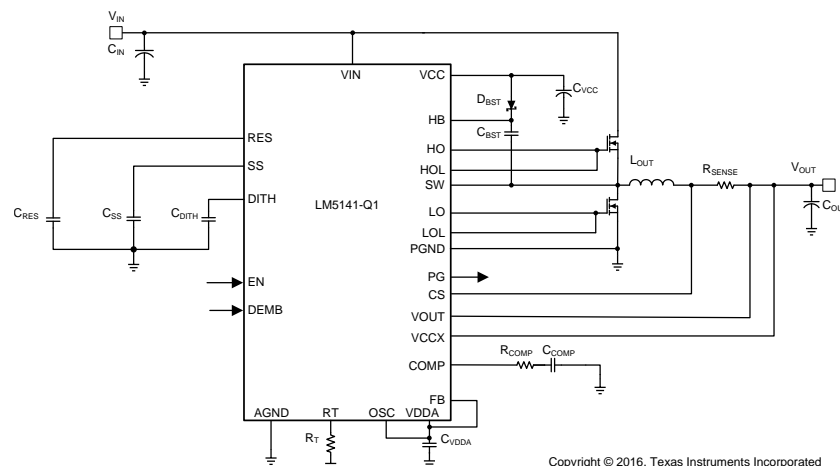 VIN
CIN
VIN
VCC
DBST
CVCC
HB
CBST
RES
HO
HOL
LOUT
RSENSE
VOUT
SS
SW
DITH
LM5141-Q1
LO
COU
CRES
CSS
CDITH
LOL
PGND
PG
EN
CS
DEMB
VOUT
VCCX
RCOMP
CCOMP
COMP
FB
AGND
RT
OSC
VDDA
RT
CVDDA
Copyright © 2016, Texas Instruments Incorporated